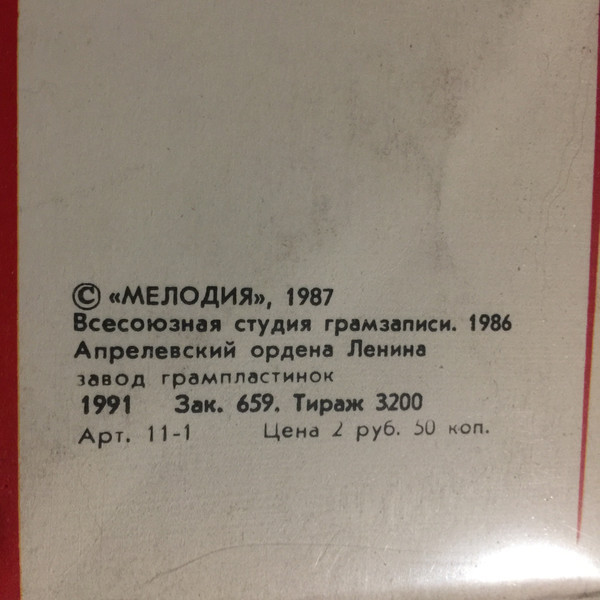 © «МЕЛОДИЯ», 1987
Всесоюзная студия грамзаписи. 1986
Апрелевский ордена Ленина
завод грампластинок
1991 Зак. 659. Тираж 3200
Арт. 11-1 Цена 2 руб. 50 коп.